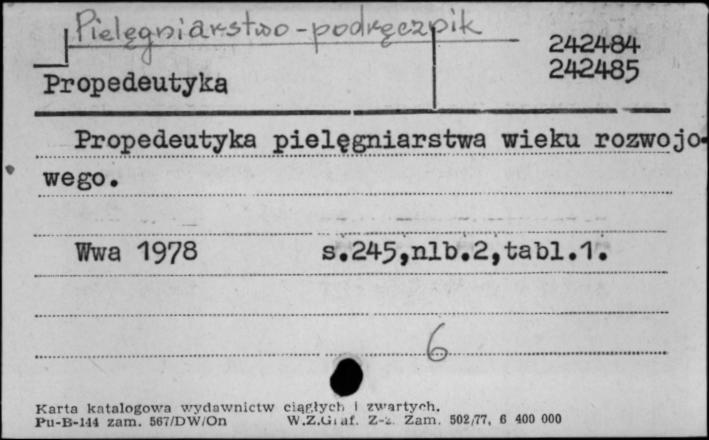 Pielęgniarstwo - podręcznik
242484
242485
Propedeutyka
Propedeutyka pielęgniarstwa wieku rozwojo-
wego.
Wwa 1978 s.245,nlb.2,tabl.1.
6
Karta katalogowa wydawnictw ciągłych i zwartych.
Pu-B-144 zam. 567/DW/On W.Z.Graf. Z-2. Zam. 502/77, 6 400 000